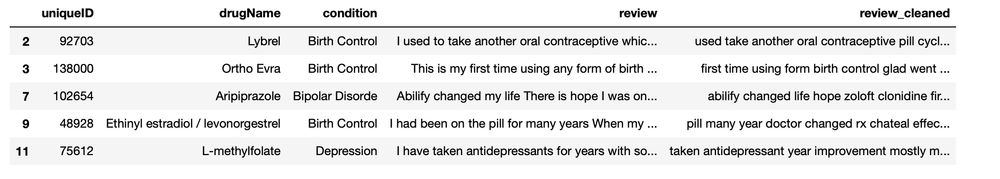 uniqueID drugName condition review review_cleaned
2 92703 Lybrel Birth Control I used to take another oral contraceptive whic... used take another oral contraceptive pill cycl...
3 138000 Ortho Evra Birth Control This is my first time using any form of birth ... first time using form birth control glad went ...
7 102654 Aripiprazole Bipolar Disorde Abilify changed my life There is hope I was on... abilify changed life hope zoloft clonidine fir...
9 48928 Ethinyl estradiol / levonorgestrel Birth Control I had been on the pill for many years When my ... pill many year doctor changed rx chateal effec...
11 75612 L-methylfolate Depression I have taken antidepressants for years with so... taken antidepressant year improvement mostly m...